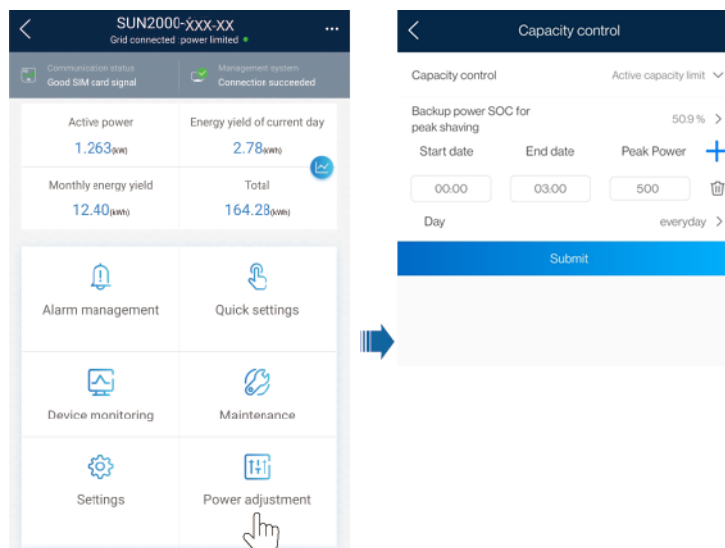 SUN2000-XXX-XX
Grid connected :power limited
Communication status
Good SIM card signal
Management system
Connection succeeded
Active power
1.263(kW)
Energy yield of current day
2.78(kWh)
Monthly energy yield
12.40(kWh)
Total
164.28(kWh)
Alarm management
Quick settings
Device monitoring
Maintenance
Settings
Power adjustment
Capacity control
Capacity control
Active capacity limit
Backup power SOC for
peak shaving
50.9 %
Start date
End date
Peak Power
00:00
03:00
500
Day
everyday
Submit